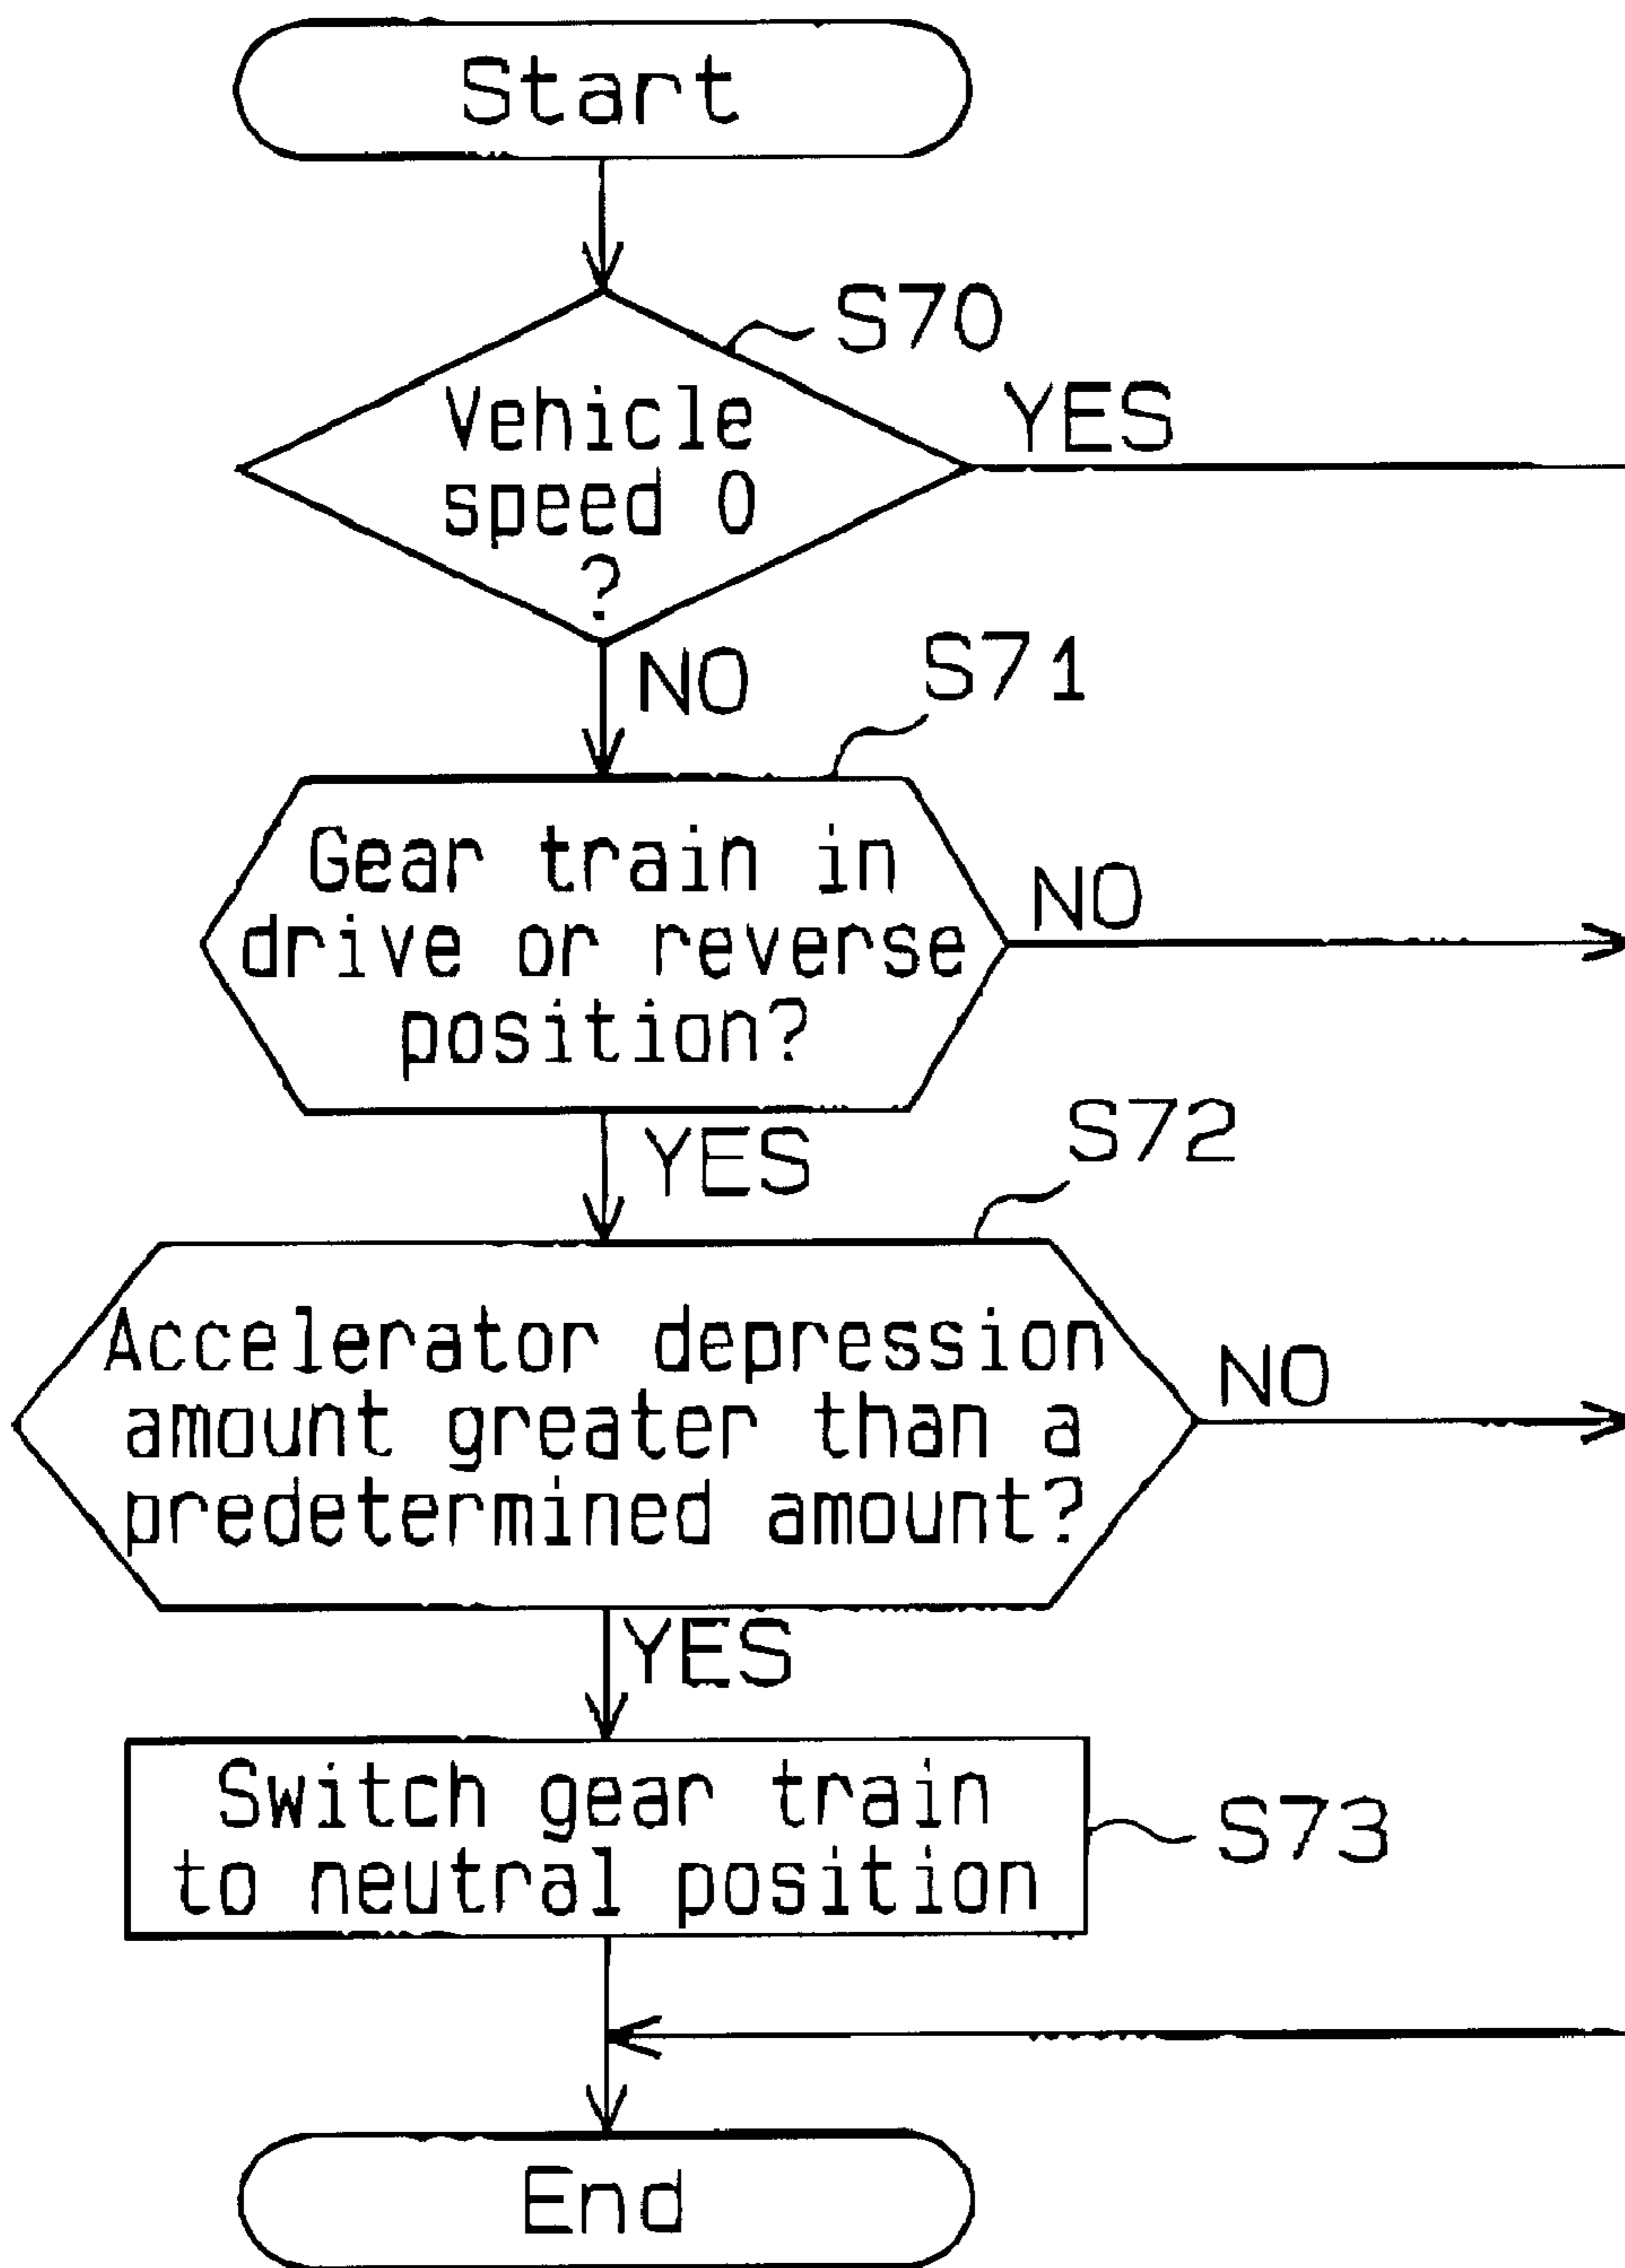 Start
S70
Vehicle
speed 0
?
YES
NO
S71
Gear train in
drive or reverse
position?
NO
YES
S72
Accelerator depression
amount greater than a
predetermined amount?
NO
YES
Switch gear train
to neutral position
S73
End